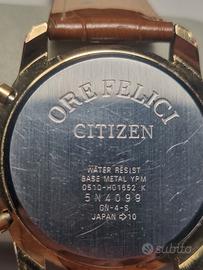 ORE FELICI
CITIZEN
WATER RESIST
BASE METAL YPM
0510-H01652 K
5N4099
GN-4-S
JAPAN ⇨10
subito